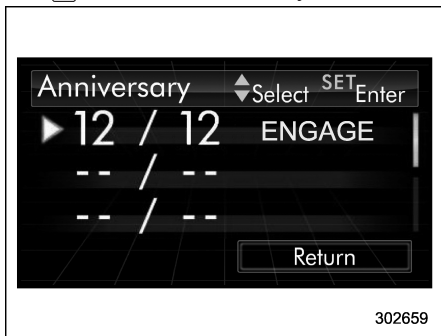 Anniversary Select SET Enter
12 / 12 ENGAGE
-- / --
-- / --
Return
302659